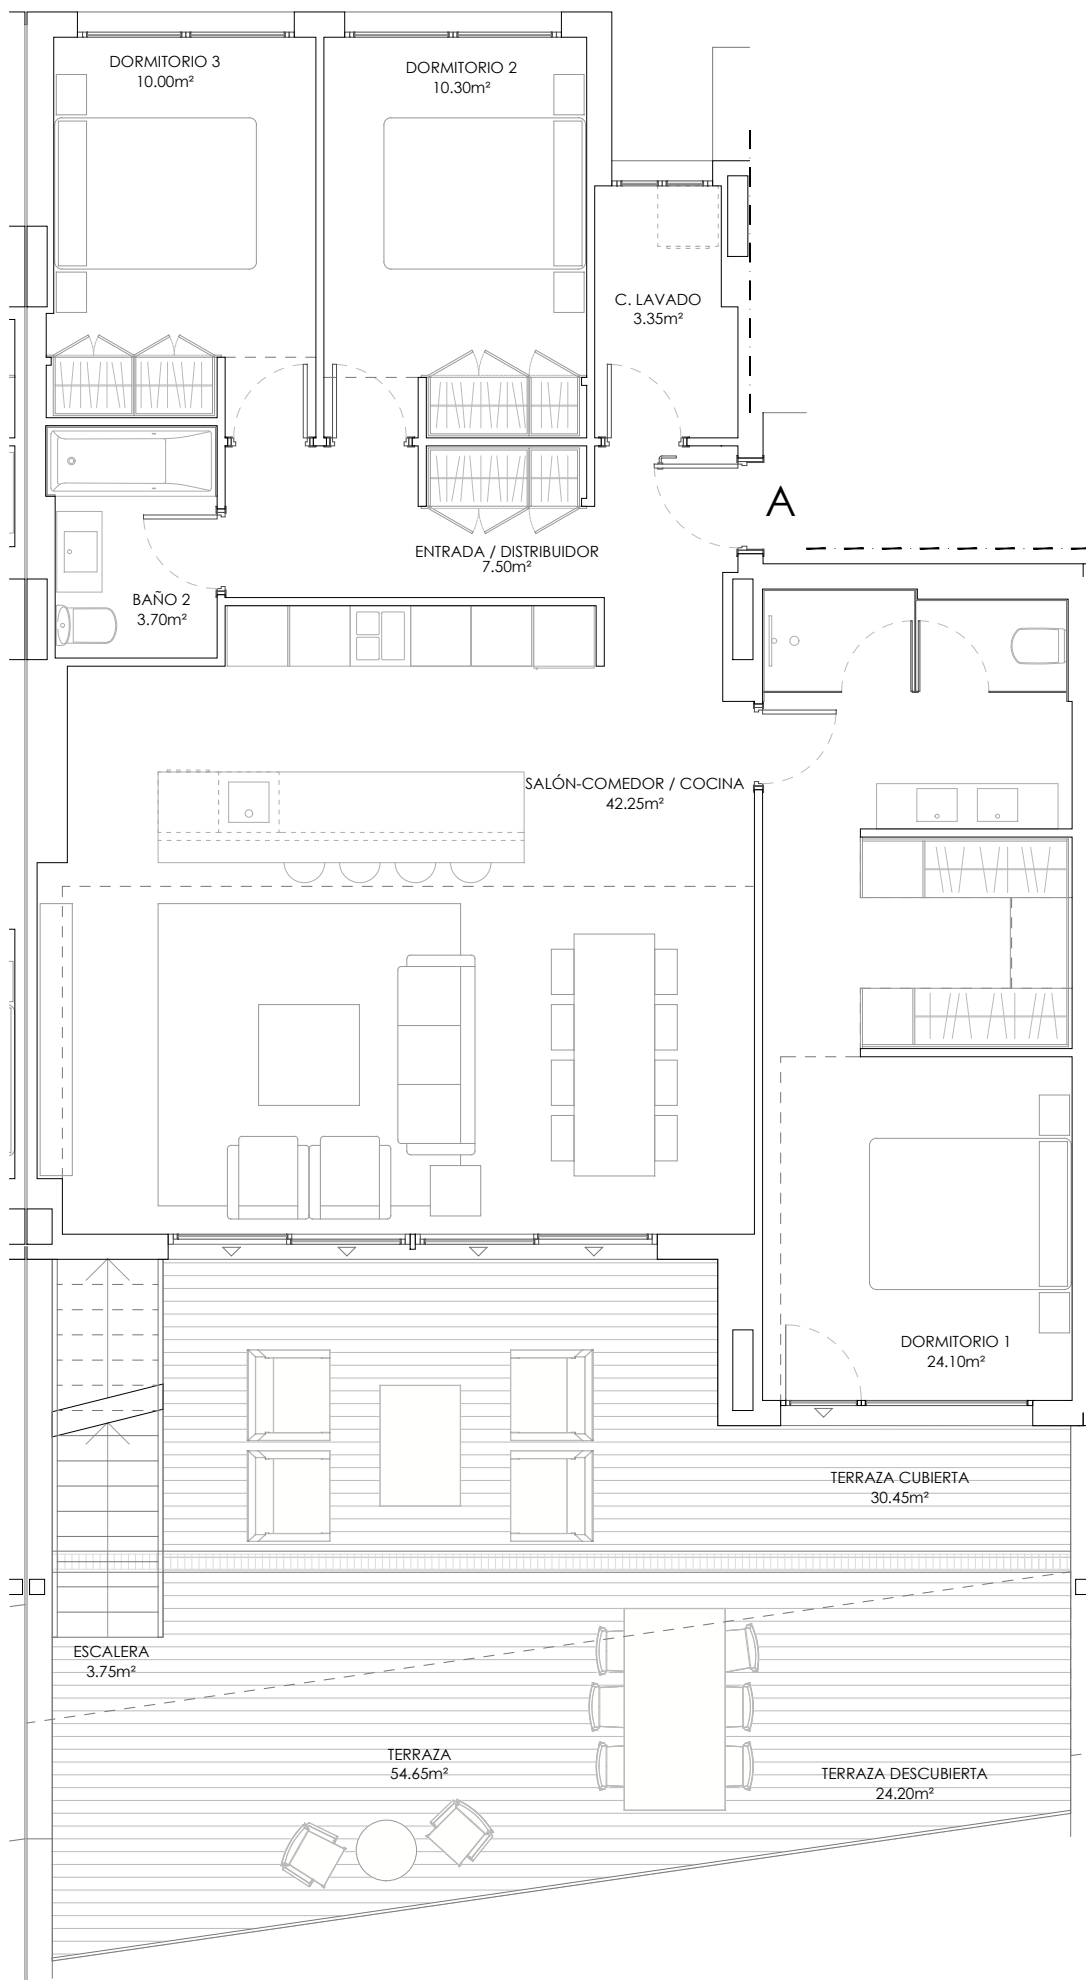 DORMITORIO 3
10.00m²
DORMITORIO 2
10.30m²
C. LAVADO
3.35m²
A
ENTRADA / DISTRIBUIDOR
7.50m²
BAÑO 2
3.70m²
SALÓN-COMEDOR / COCINA
42.25m²
DORMITORIO 1
24.10m²
TERRAZA CUBIERTA
30.45m²
ESCALERA
3.75m²
TERRAZA
54.65m²
TERRAZA DESCUBIERTA
24.20m²